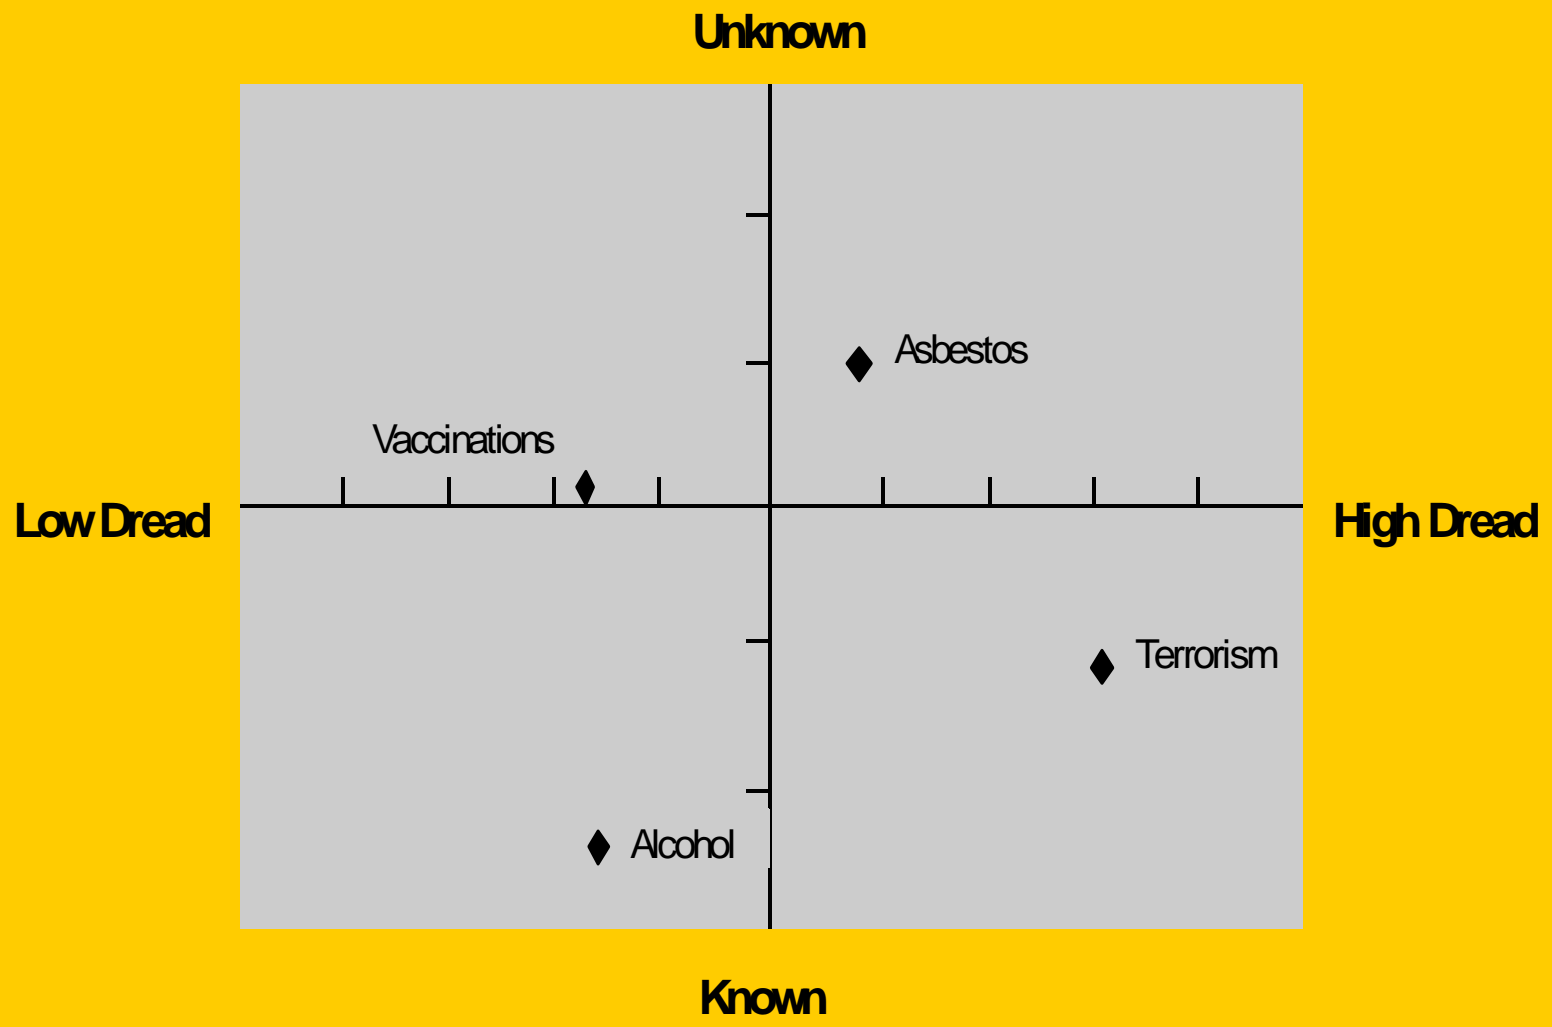 Unknown
Asbestos
Vaccinations
Low Dread
High Dread
Terrorism
Alcohol
Known